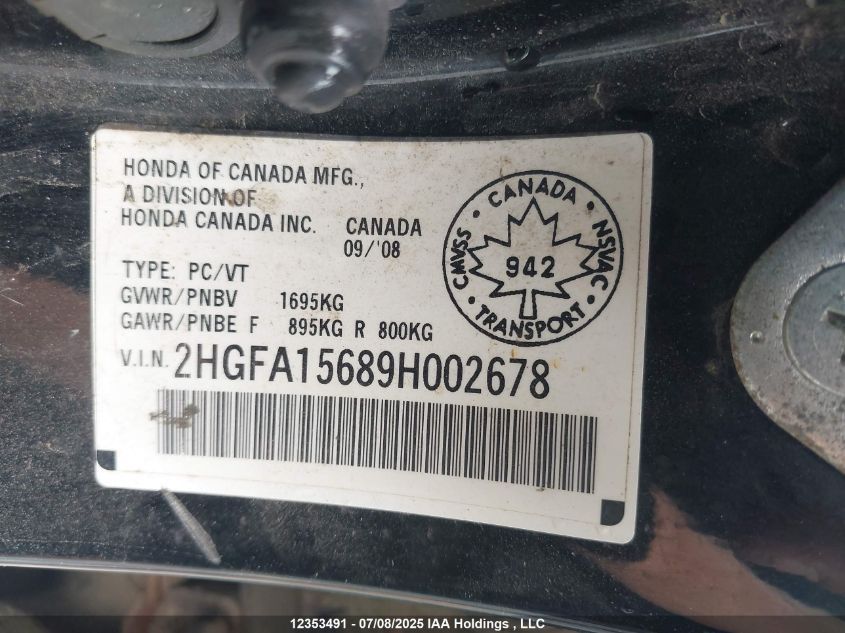 HONDA OF CANADA MFG.,
A DIVISION OF
HONDA CANADA INC. CANADA
09/'08
TYPE: PC/VT
GVWR/PNBV 1695KG
GAWR/PNBE F 895KG R 800KG
V.I.N. 2HGFA15689H002678
CANADA
CMVSS
NSVAC
942
TRANSPORT
12353491 - 07/08/2025 IAA Holdings , LLC